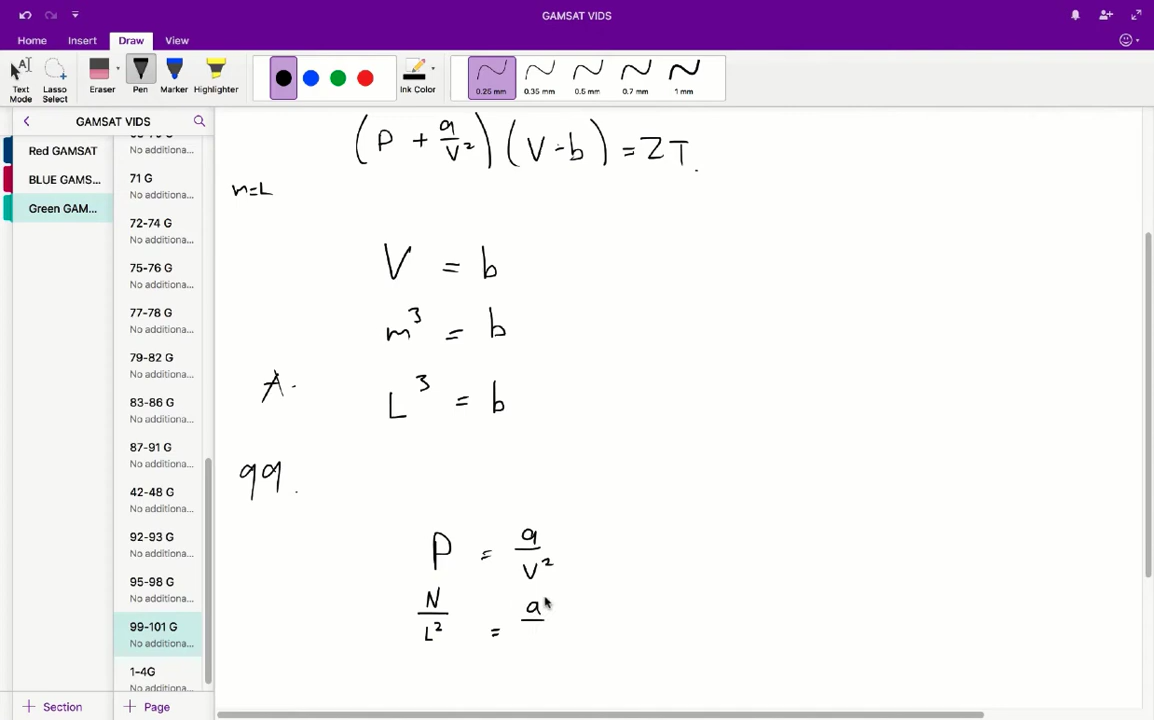 GAMSAT VIDS
Home Insert Draw View
Text Mode
Lasso Select
Eraser
Pen
Marker
Highlighter
Ink Color
0.25 mm
0.35 mm
0.5 mm
0.7 mm
1 mm
GAMSAT VIDS
Red GAMSAT
BLUE GAMS...
Green GAM...
No additiona...
71 G
No additiona...
72-74 G
No additiona...
75-76 G
No additiona...
77-78 G
No additiona...
79-82 G
No additiona...
83-86 G
No additiona...
87-91 G
No additiona...
42-48 G
No additiona...
92-93 G
No additiona...
95-98 G
No additiona...
99-101 G
No additiona...
1-4G
No additiona...
+ Section
+ Page
(P + a/V²) (V - b) = ZT.
m=L
V = b
m³ = b
A. L³ = b
99.
P = a/V²
N/L² = a